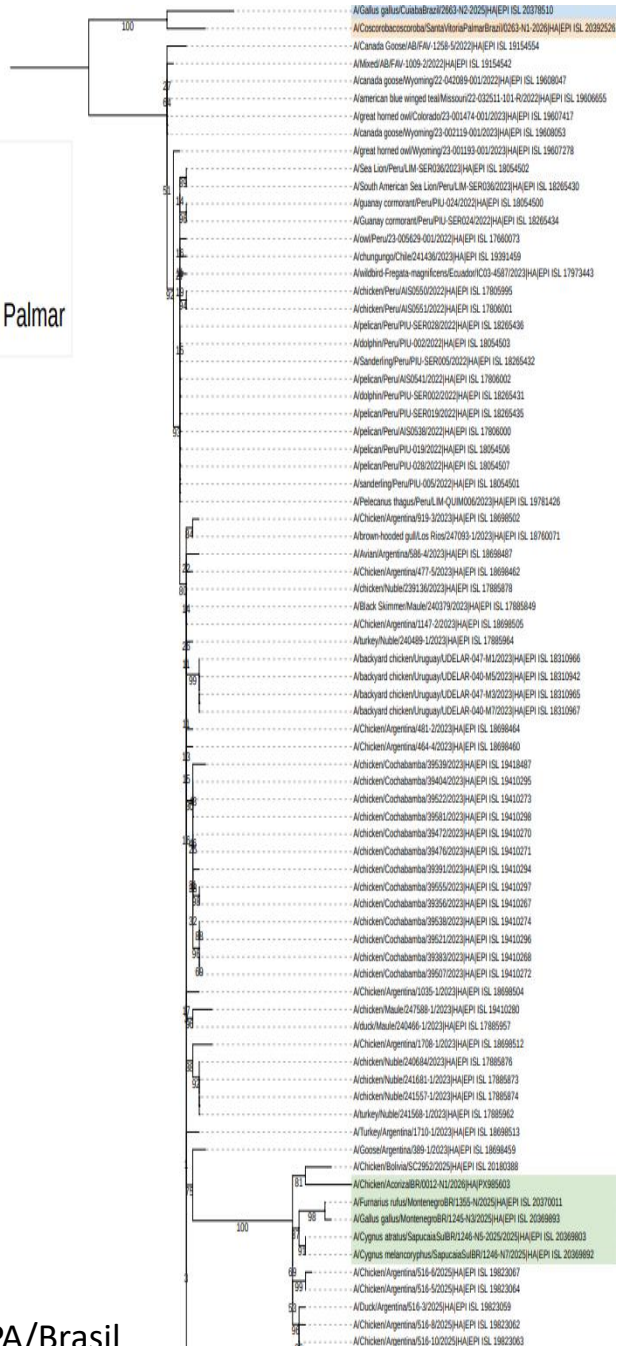 A/Gallus gallus/CuiabaBrazil/2663-N2-2025|HA|EPI ISL 20378510
100
A/Coscorobacoscoroba/SantaVitoriaPalmarBrazil/0263-N1-2026|HA|EPI ISL 20392526
A/Canada Goose/AB/FAV-1258-5/2022|HA|EPI ISL 19154554
A/Mixed/AB/FAV-1009-2/2022|HA|EPI ISL 19154542
A/canada goose/Wyoming/22-042089-001/2022|HA|EPI ISL 19608047
A/american blue winged teal/Missouri/22-032511-101-R/2022|HA|EPI ISL 19606655
A/great horned owl/Colorado/23-001474-001/2023|HA|EPI ISL 19607417
A/canada goose/Wyoming/23-002119-001/2023|HA|EPI ISL 19608053
A/great horned owl/Wyoming/23-001193-001/2023|HA|EPI ISL 19607278
A/Sea Lion/Peru/LIM-SER036/2023|HA|EPI ISL 18054502
A/South American Sea Lion/Peru/LIM-SER036/2023|HA|EPI ISL 18265430
A/guanay cormorant/Peru/PIU-024/2022|HA|EPI ISL 18054500
A/Guanay cormorant/Peru/PIU-SER024/2022|HA|EPI ISL 18265434
A/owl/Peru/23-005629-001/2022|HA|EPI ISL 17660073
A/chungungo/Chile/241436/2023|HA|EPI ISL 19391459
A/wildbird-Fregata-magnificens/Ecuador/IC03-4587/2023|HA|EPI ISL 17973443
A/chicken/Peru/AIS0550/2022|HA|EPI ISL 17805995
A/chicken/Peru/AIS0551/2022|HA|EPI ISL 17806001
Palmar
A/pelican/Peru/PIU-SER028/2022|HA|EPI ISL 18265436
A/dolphin/Peru/PIU-002/2022|HA|EPI ISL 18054503
A/Sanderling/Peru/PIU-SER005/2022|HA|EPI ISL 18265432
A/pelican/Peru/AIS0541/2022|HA|EPI ISL 17806002
A/dolphin/Peru/PIU-SER002/2022|HA|EPI ISL 18265431
A/pelican/Peru/PIU-SER019/2022|HA|EPI ISL 18265435
A/pelican/Peru/AIS0538/2022|HA|EPI ISL 17806000
A/pelican/Peru/PIU-019/2022|HA|EPI ISL 18054506
A/pelican/Peru/PIU-028/2022|HA|EPI ISL 18054507
A/sanderling/Peru/PIU-005/2022|HA|EPI ISL 18054501
A/Pelecanus thagus/Peru/LIM-QUIM006/2023|HA|EPI ISL 19781426
A/Chicken/Argentina/919-3/2023|HA|EPI ISL 18698502
A/brown-hooded gull/Los Rios/247093-1/2023|HA|EPI ISL 18760071
A/Avian/Argentina/586-4/2023|HA|EPI ISL 18698487
A/Chicken/Argentina/477-5/2023|HA|EPI ISL 18698462
A/chicken/Nuble/239136/2023|HA|EPI ISL 17885878
A/Black Skimmer/Maule/240379/2023|HA|EPI ISL 17885849
A/Chicken/Argentina/1147-2/2023|HA|EPI ISL 18698505
A/turkey/Nuble/240489-1/2023|HA|EPI ISL 17885964
A/backyard chicken/Uruguay/UDELAR-047-M1/2023|HA|EPI ISL 18310966
99
A/backyard chicken/Uruguay/UDELAR-040-M5/2023|HA|EPI ISL 18310942
A/backyard chicken/Uruguay/UDELAR-047-M3/2023|HA|EPI ISL 18310965
A/backyard chicken/Uruguay/UDELAR-040-M7/2023|HA|EPI ISL 18310967
A/Chicken/Argentina/481-2/2023|HA|EPI ISL 18698464
A/Chicken/Argentina/464-4/2023|HA|EPI ISL 18698460
A/chicken/Cochabamba/39539/2023|HA|EPI ISL 19418487
A/chicken/Cochabamba/39404/2023|HA|EPI ISL 19410295
A/chicken/Cochabamba/39522/2023|HA|EPI ISL 19410273
A/chicken/Cochabamba/39581/2023|HA|EPI ISL 19410298
A/chicken/Cochabamba/39472/2023|HA|EPI ISL 19410270
A/chicken/Cochabamba/39476/2023|HA|EPI ISL 19410271
A/chicken/Cochabamba/39391/2023|HA|EPI ISL 19410294
A/chicken/Cochabamba/39555/2023|HA|EPI ISL 19410297
A/chicken/Cochabamba/39356/2023|HA|EPI ISL 19410267
A/chicken/Cochabamba/39538/2023|HA|EPI ISL 19410274
A/chicken/Cochabamba/39521/2023|HA|EPI ISL 19410296
A/chicken/Cochabamba/39383/2023|HA|EPI ISL 19410268
A/chicken/Cochabamba/39507/2023|HA|EPI ISL 19410272
A/Chicken/Argentina/1035-1/2023|HA|EPI ISL 18698504
A/chicken/Maule/247588-1/2023|HA|EPI ISL 19410280
A/duck/Maule/240466-1/2023|HA|EPI ISL 17885957
A/Chicken/Argentina/1708-1/2023|HA|EPI ISL 18698512
A/chicken/Nuble/240684/2023|HA|EPI ISL 17885876
A/chicken/Nuble/241681-1/2023|HA|EPI ISL 17885873
A/chicken/Nuble/241557-1/2023|HA|EPI ISL 17885874
A/turkey/Nuble/241568-1/2023|HA|EPI ISL 17885962
A/Turkey/Argentina/1710-1/2023|HA|EPI ISL 18698513
A/Goose/Argentina/389-1/2023|HA|EPI ISL 18698459
A/Chicken/Bolivia/SC2952/2025|HA|EPI ISL 20180388
81
A/Chicken/AcorizalBR/0012-N1/2026|HA|PX985603
A/Furnarius rufus/MontenegroBR/1355-N/2025|HA|EPI ISL 20370011
98
A/Gallus gallus/MontenegroBR/1245-N3/2025|HA|EPI ISL 20369893
100
A/Cygnus atratus/SapucaiaSulBR/1246-N5-2025/2025|HA|EPI ISL 20369803
A/Cygnus melancoryphus/SapucaiaSulBR/1246-N7/2025|HA|EPI ISL 20369892
A/Chicken/Argentina/516-6/2025|HA|EPI ISL 19823067
99
A/Chicken/Argentina/516-5/2025|HA|EPI ISL 19823064
A/Duck/Argentina/516-3/2025|HA|EPI ISL 19823059
A/Chicken/Argentina/516-8/2025|HA|EPI ISL 19823062
PA/Brasil
A/Chicken/Argentina/516-10/2025|HA|EPI ISL 19823063